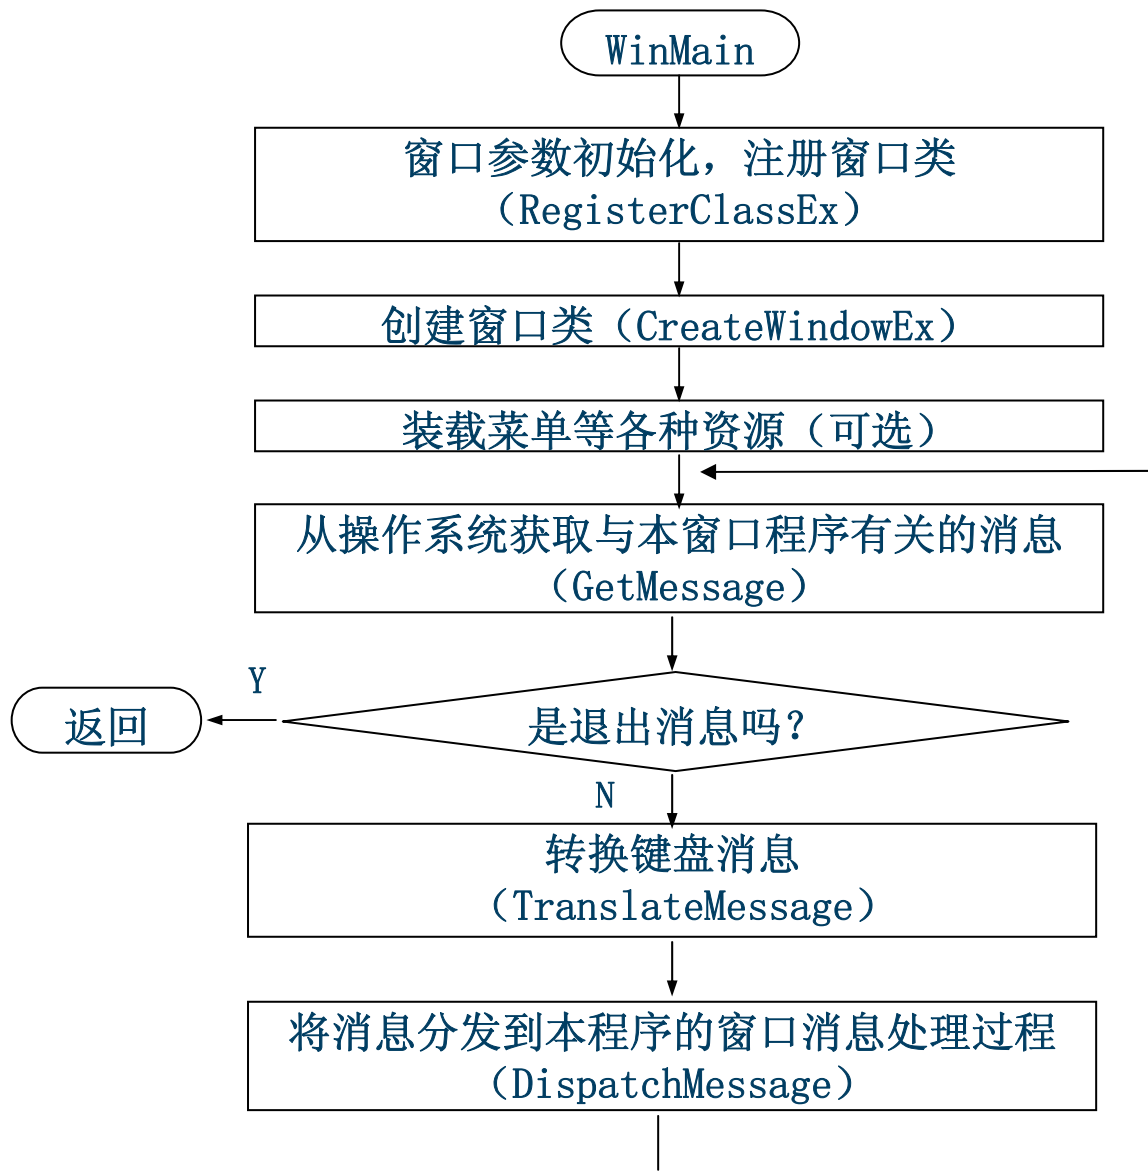 WinMain
窗口参数初始化，注册窗口类
（RegisterClassEx）
创建窗口类（CreateWindowEx）
装载菜单等各种资源（可选）
从操作系统获取与本窗口程序有关的消息
（GetMessage）
Y
返回
是退出消息吗？
N
转换键盘消息
（TranslateMessage）
将消息分发到本程序的窗口消息处理过程
（DispatchMessage）